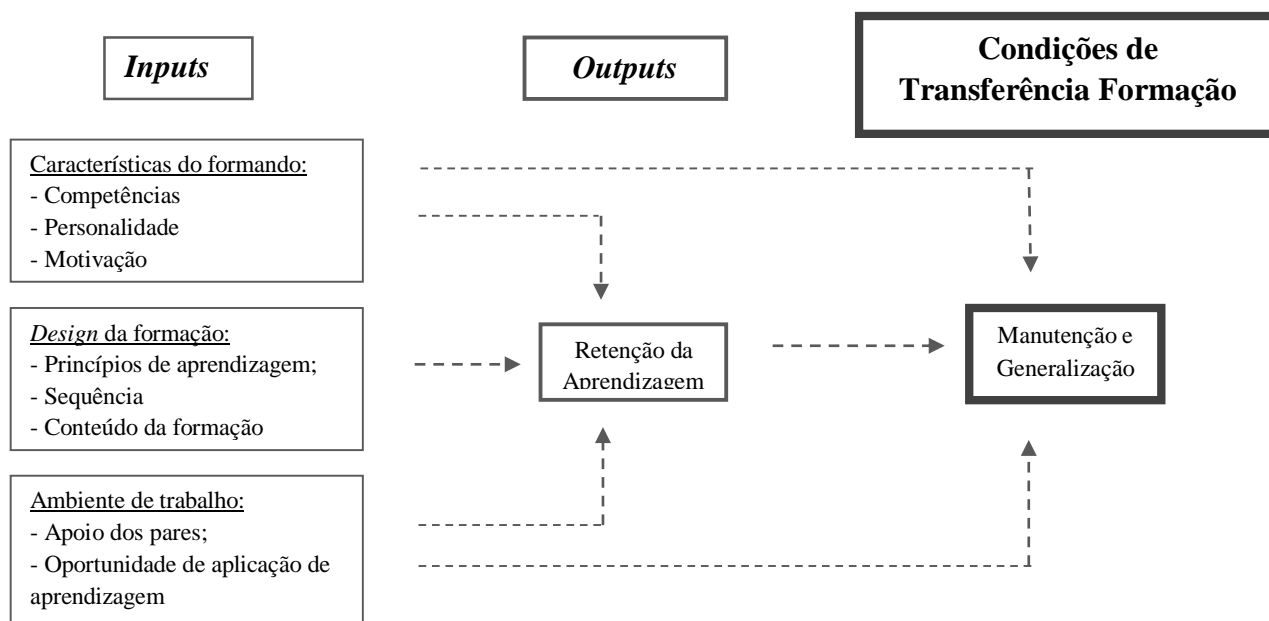 Inputs
Outputs
Condições de
Transferência Formação
Características do formando:
- Competências
- Personalidade
- Motivação
Design da formação:
- Princípios de aprendizagem;
- Sequência
- Conteúdo da formação
Retenção da
Aprendizagem
Manutenção e
Generalização
Ambiente de trabalho:
- Apoio dos pares;
- Oportunidade de aplicação de
aprendizagem